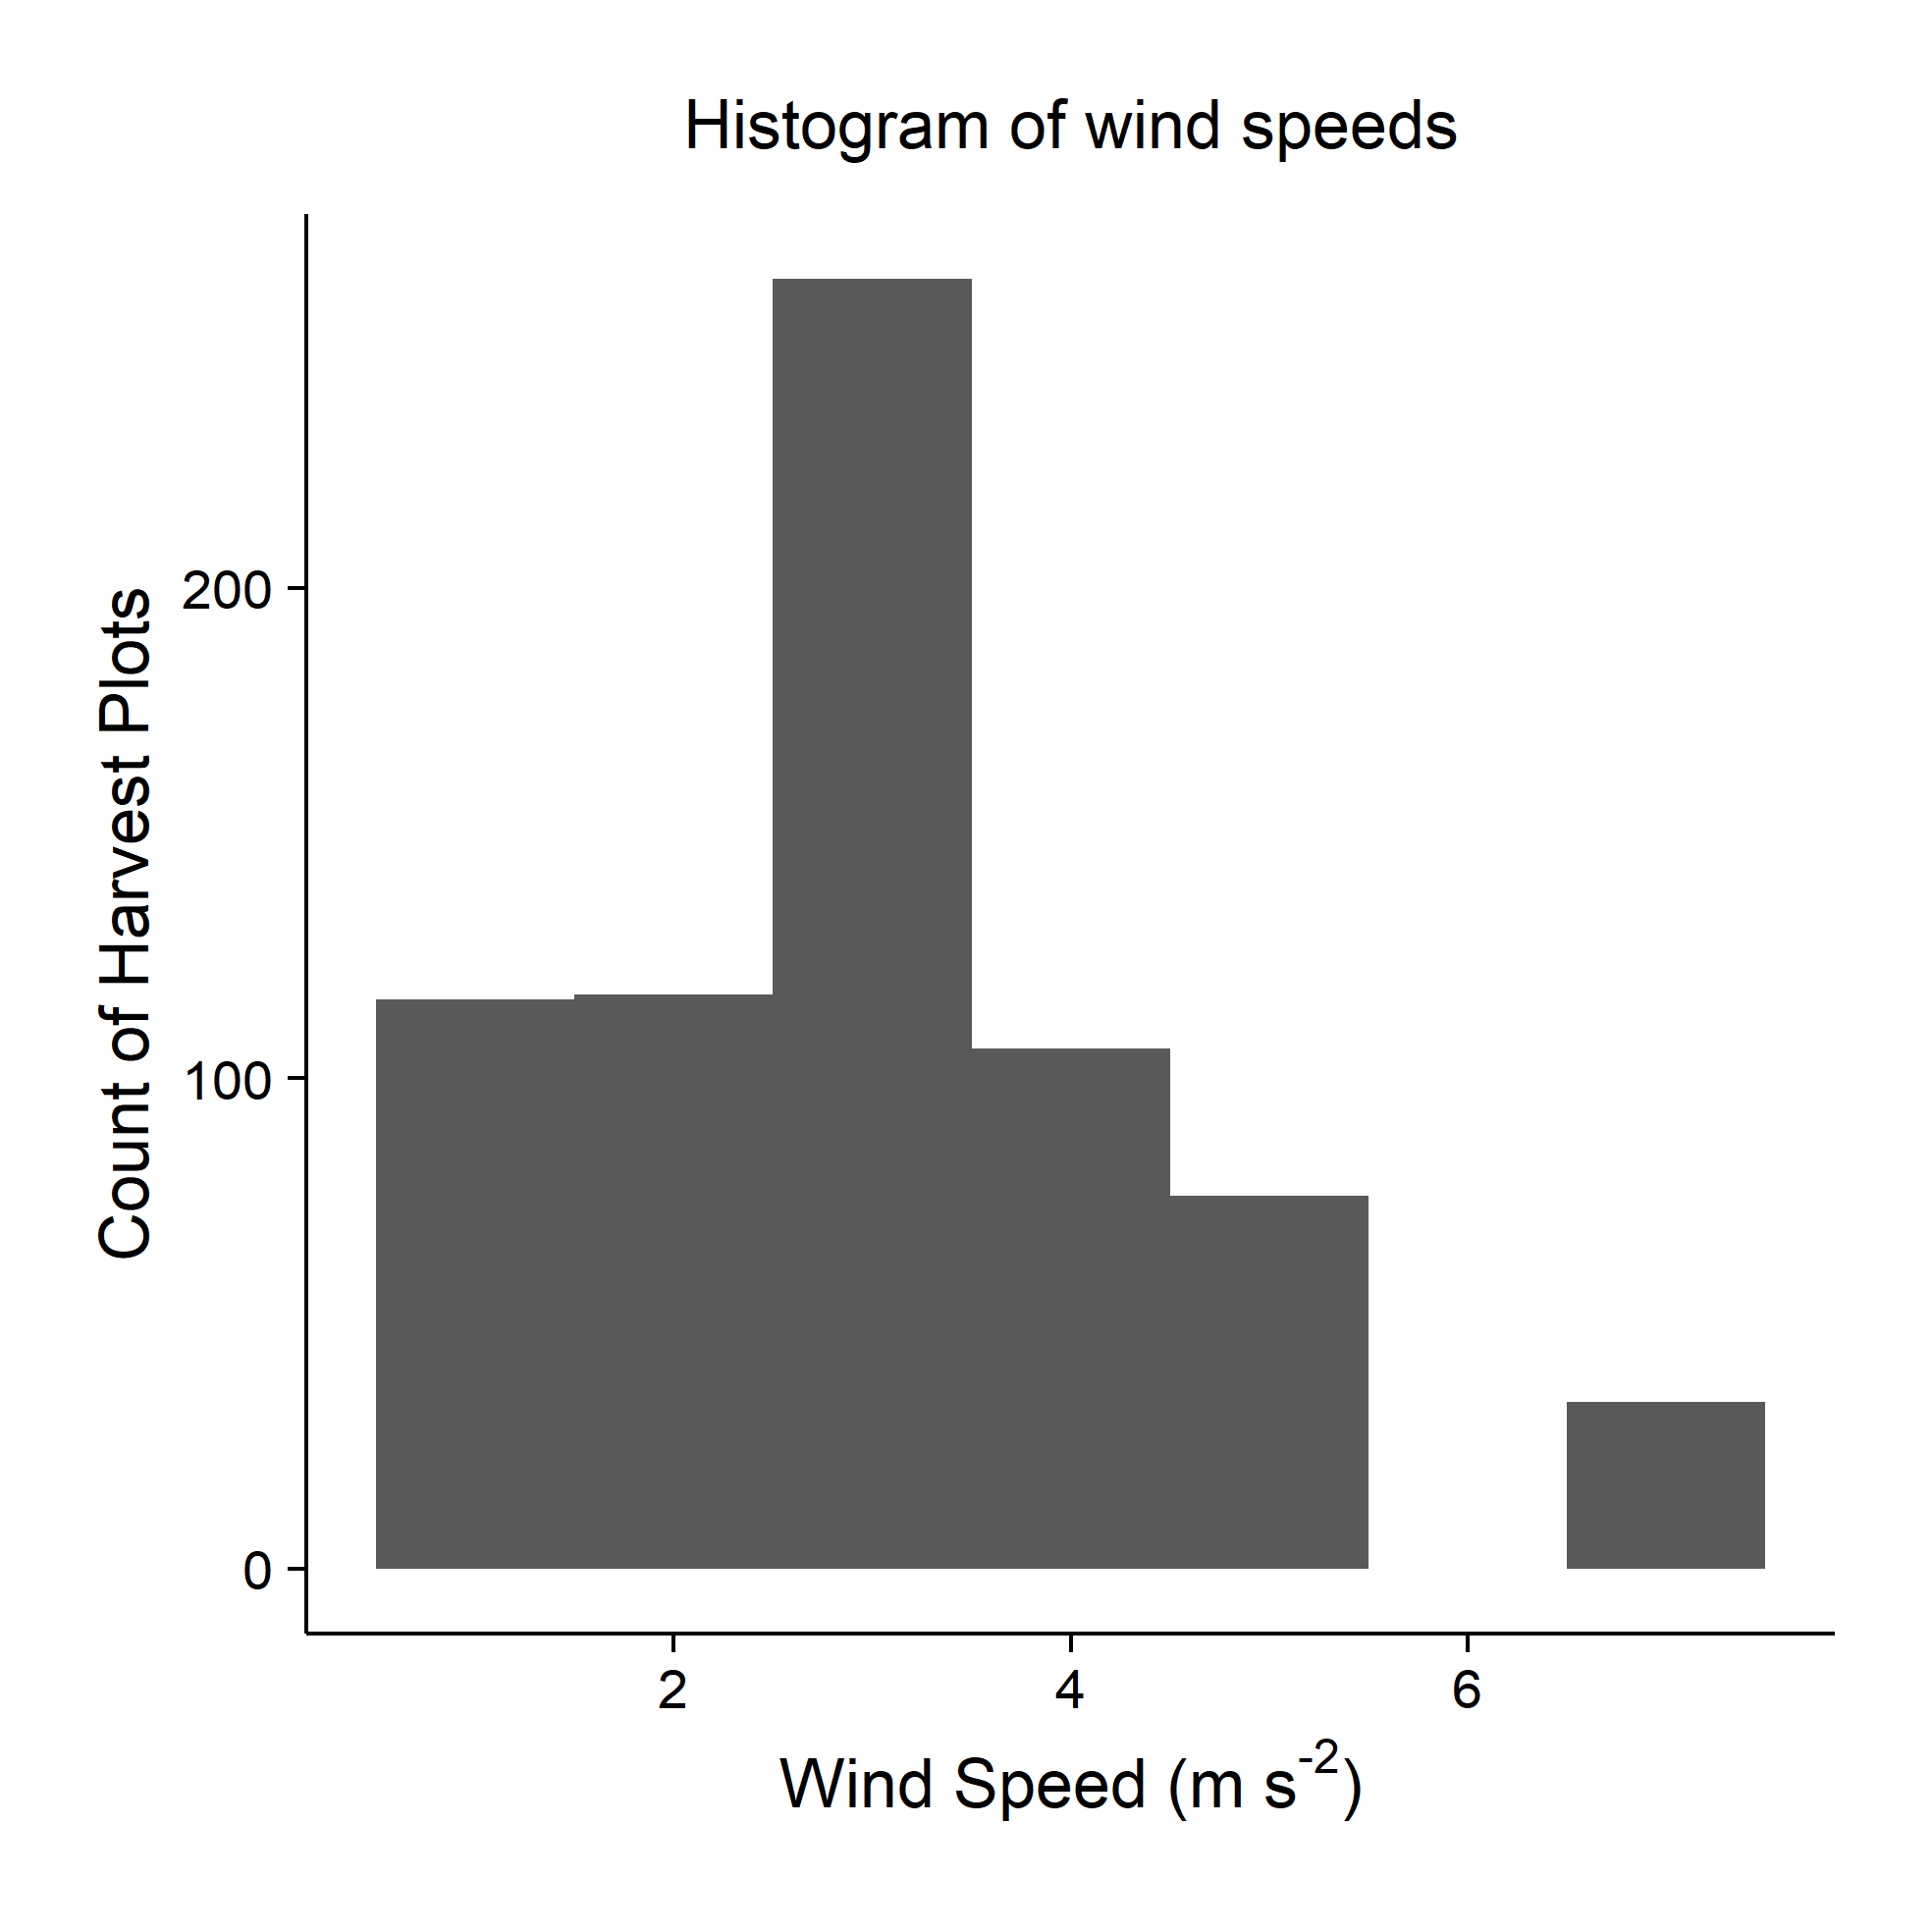 Histogram of wind speeds
Count of Harvest Plots
200
100
0
2 4 6
Wind Speed (m s⁻²)